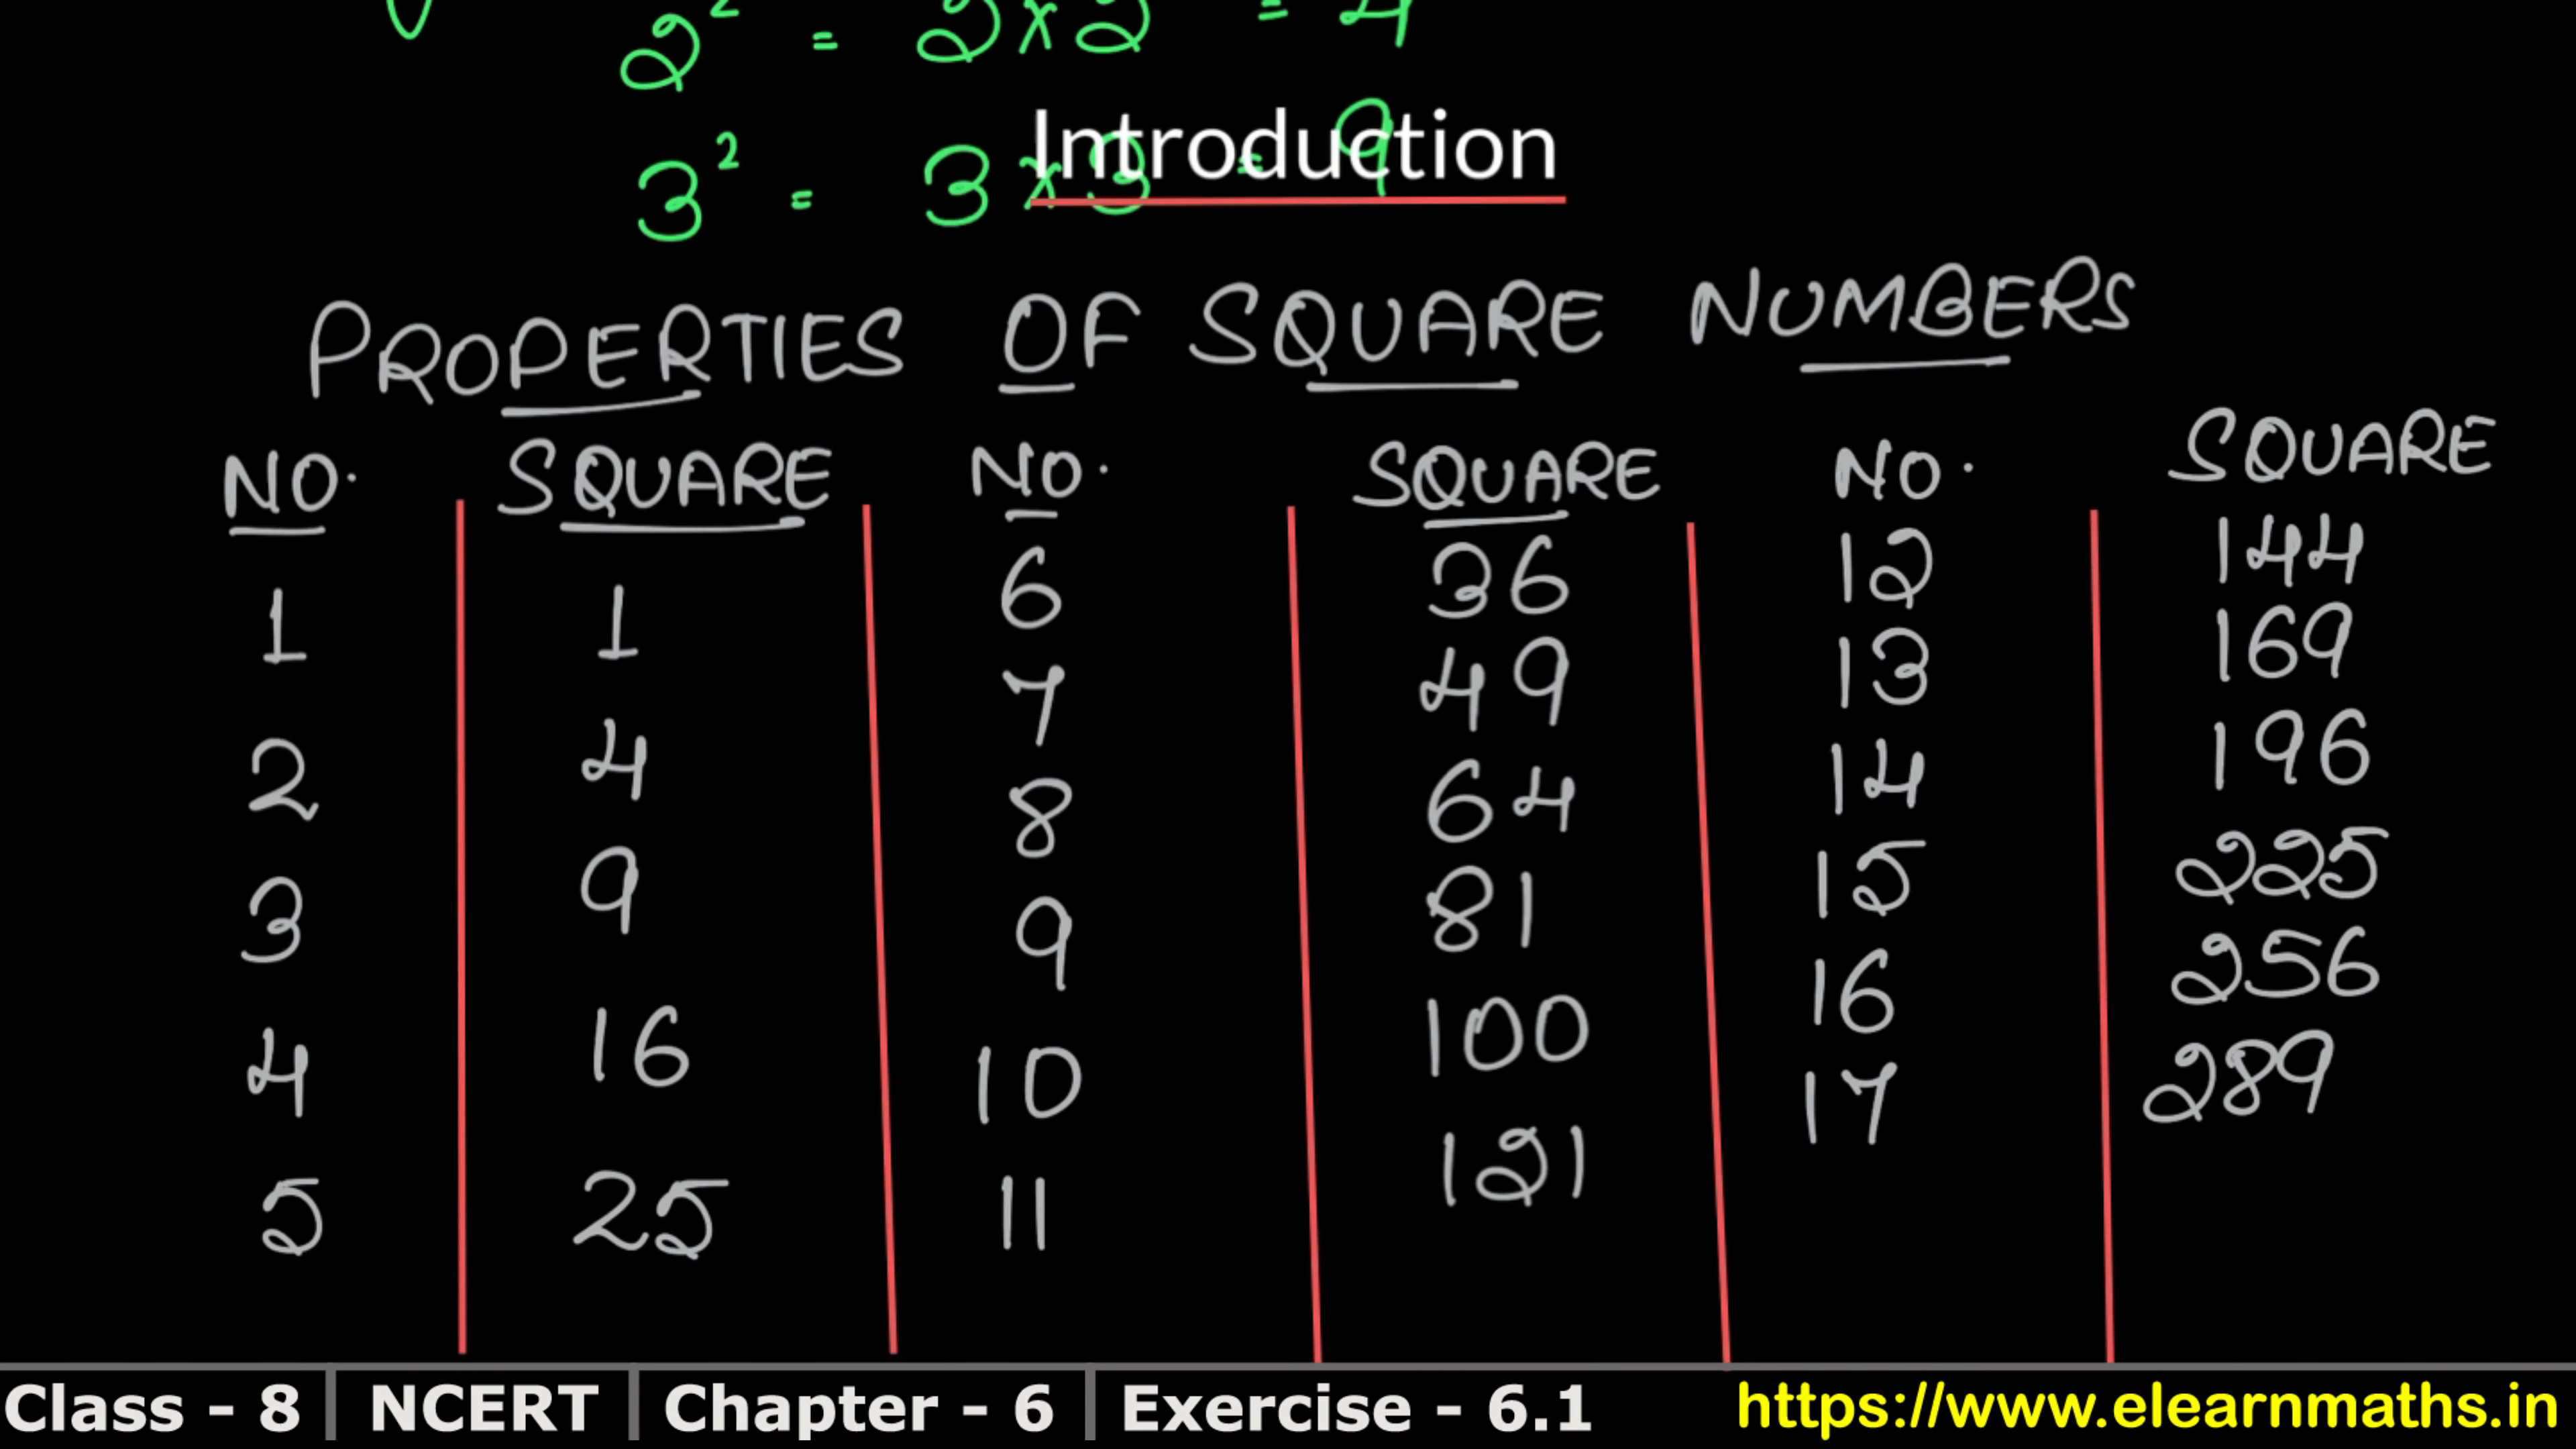 2² = 2 x 2 = 4
Introduction
3² = 3 x 3 = 9
PROPERTIES OF SQUARE NUMBERS
NO. SQUARE NO. SQUARE NO. SQUARE
1 1 6 36 12 144
2 4 7 49 13 169
3 9 8 64 14 196
4 16 9 81 15 225
5 25 10 100 16 256
11 121 17 289
Class - 8 | NCERT | Chapter - 6 | Exercise - 6.1 https://www.elearnmaths.in